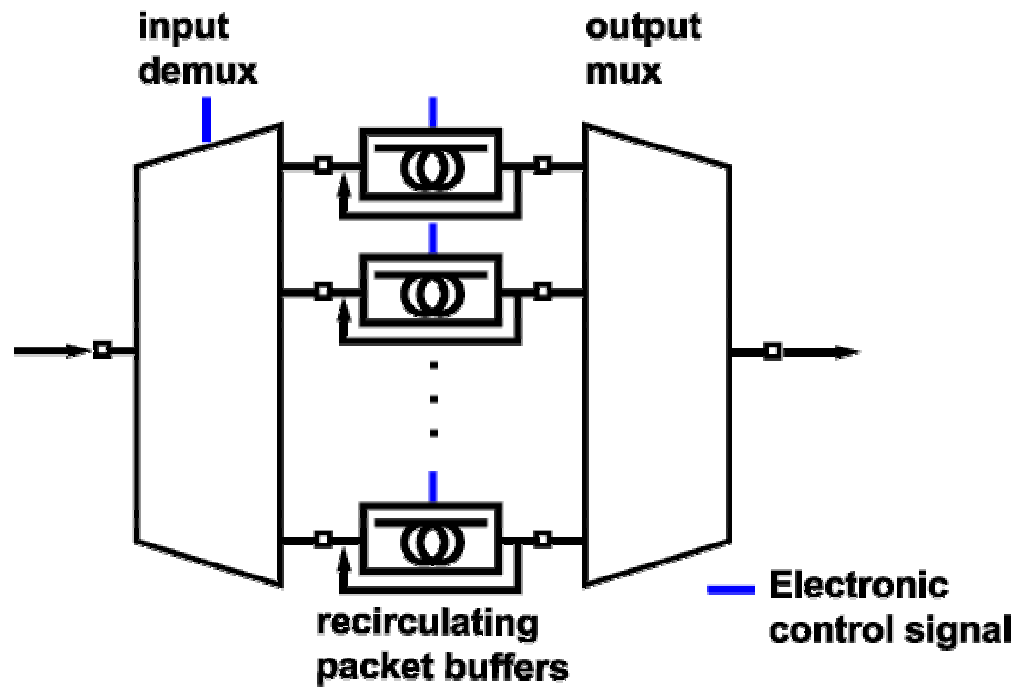 input
demux
output
mux
recirculating
packet buffers
Electronic
control signal